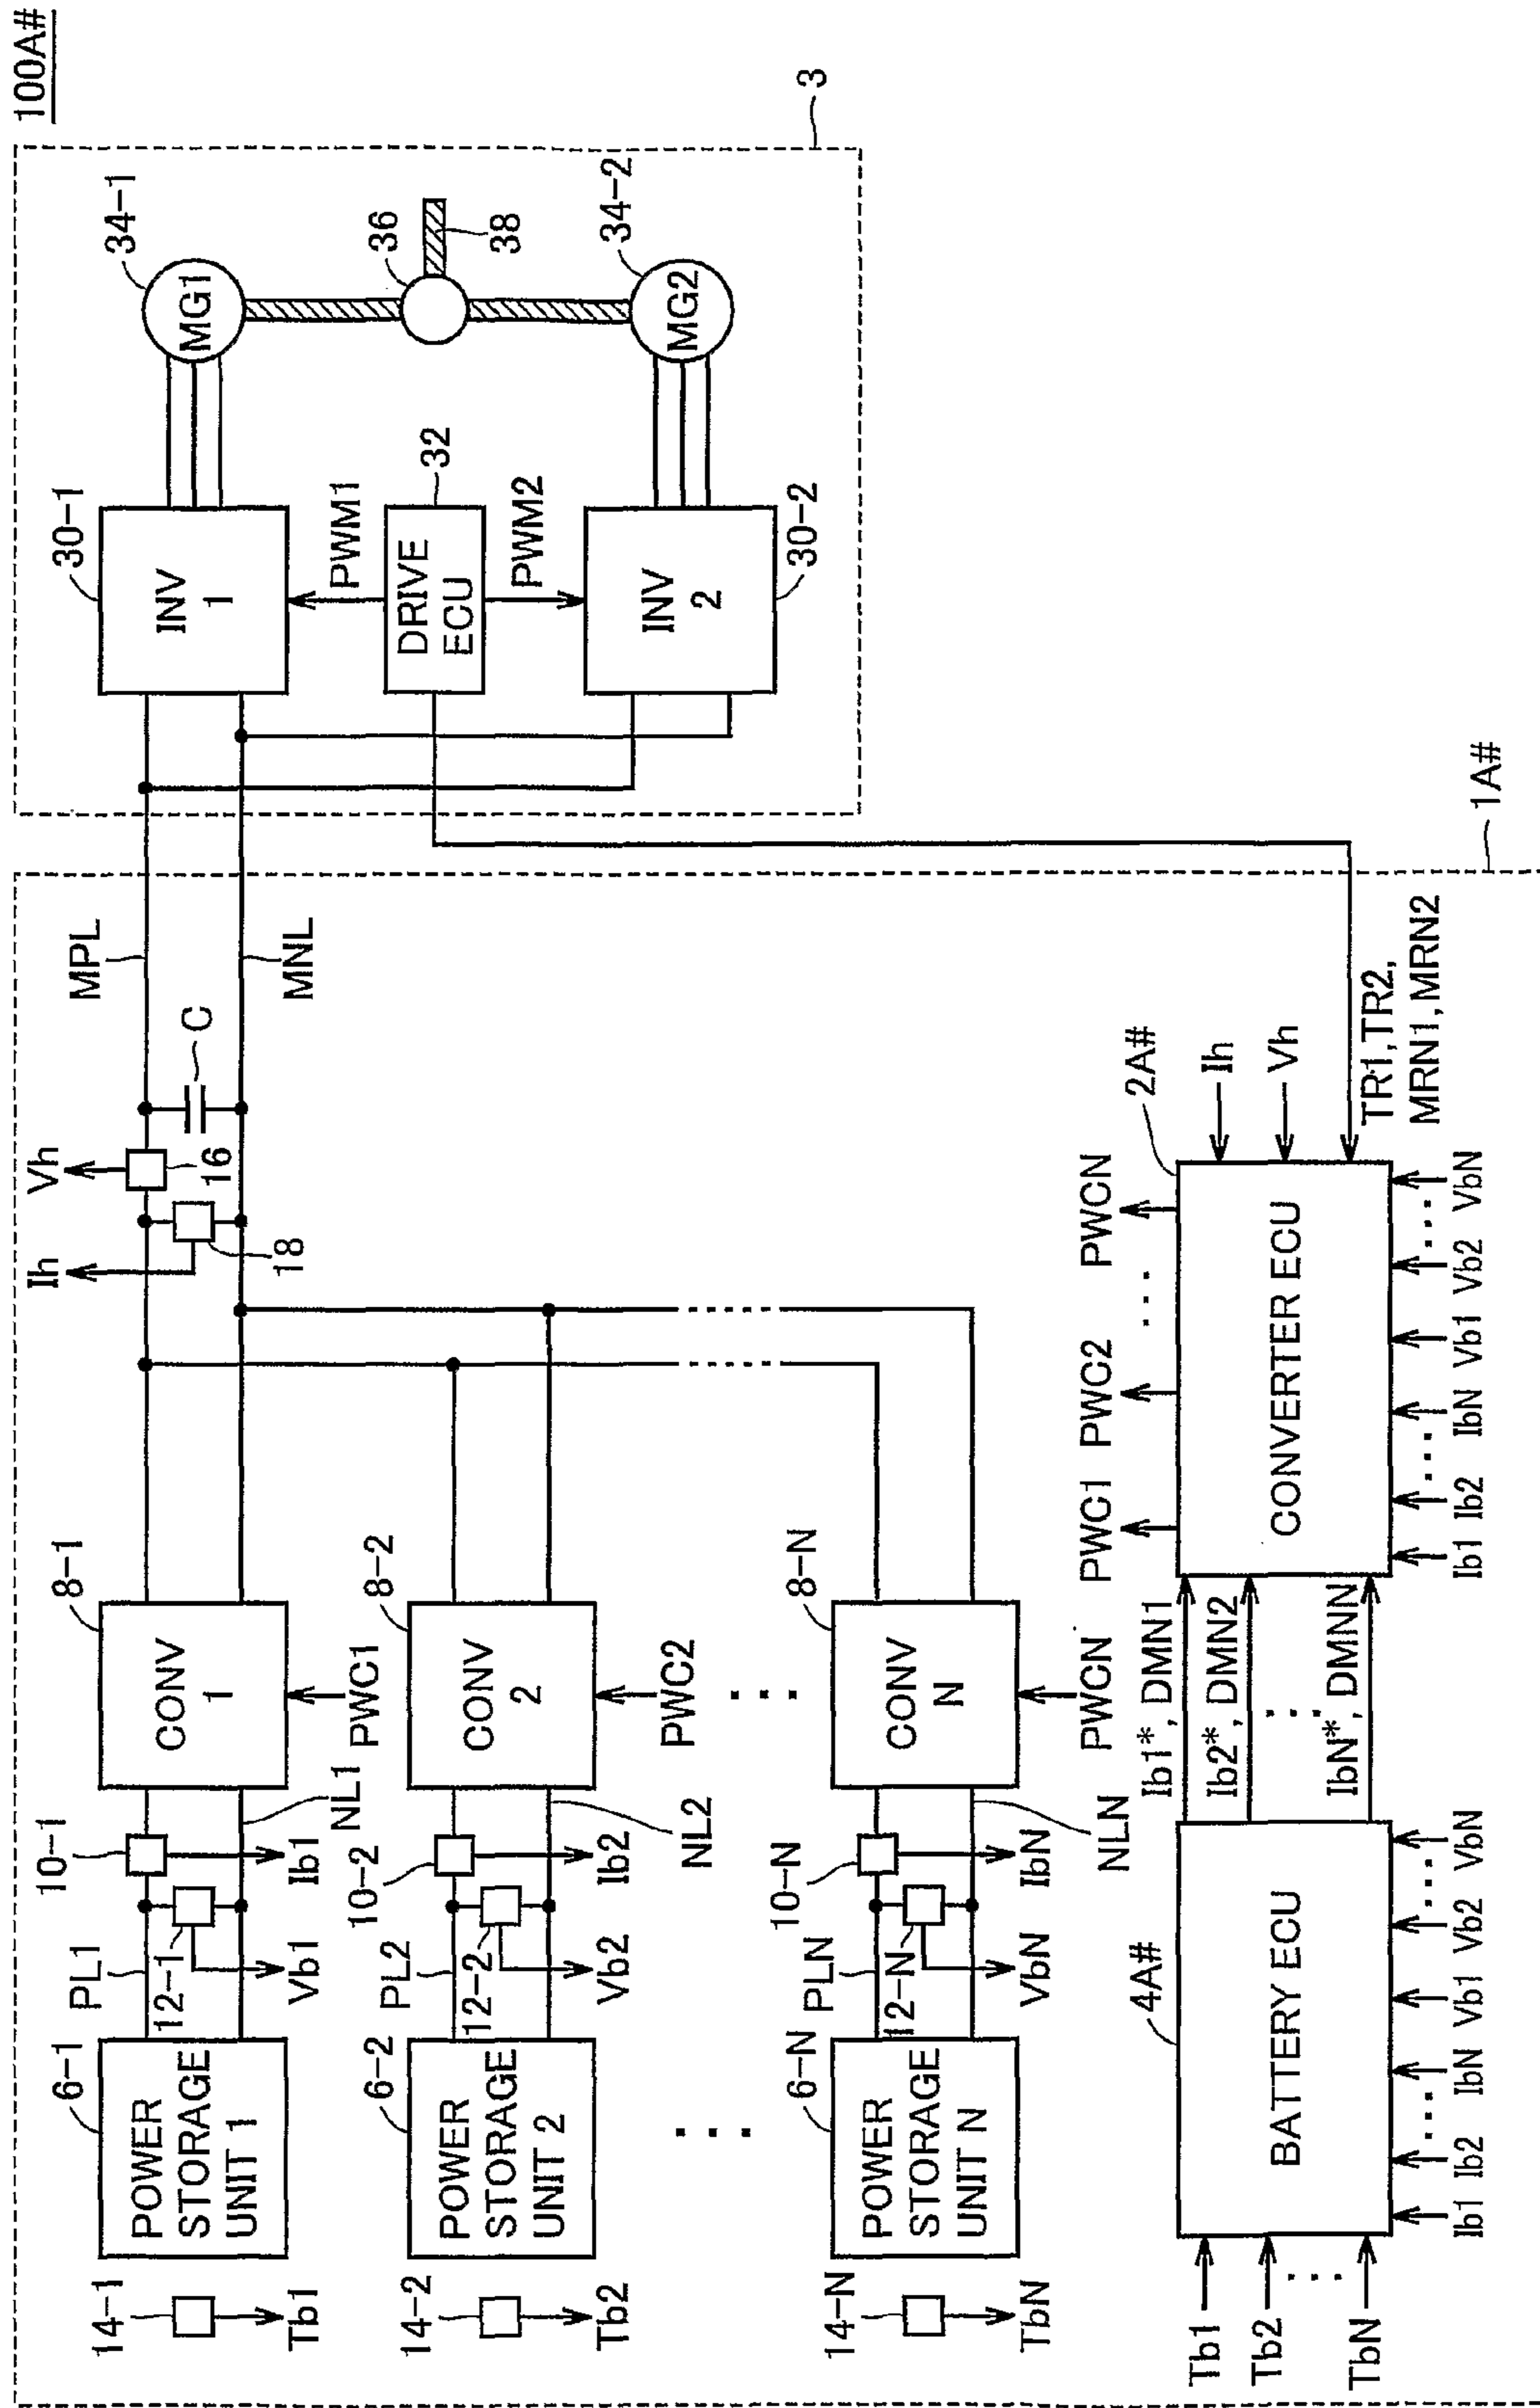 100A#
3
34-1
MG1
36
38
34-2
MG2
30-1
INV
1
PWM1
32
DRIVE
ECU
PWM2
INV
2
30-2
1A#
MPL
MNL
C
Vh
16
Ih
18
8-1
CONV
1
PWC1
8-2
CONV
2
PWC2
8-N
CONV
N
PWCN
10-1
NL1
Ib1
PL1
12-1
Vb1
10-2
NL2
Ib2
PL2
12-2
Vb2
10-N
NLN
IbN
PLN
12-N
VbN
6-1
POWER
STORAGE
UNIT 1
6-2
POWER
STORAGE
UNIT 2
6-N
POWER
STORAGE
UNIT N
14-1
Tb1
14-2
Tb2
14-N
TbN
4A#
BATTERY ECU
Tb1
Tb2
TbN
Ib1 Ib2 IbN Vb1 Vb2 VbN
Ib1*, DMN1
Ib2*, DMN2
IbN*, DMNN
2A#
CONVERTER ECU
PWC1 PWC2 PWCN
Ih
Vh
TR1,TR2,
MRN1,MRN2
Ib1 Ib2 IbN Vb1 Vb2 VbN